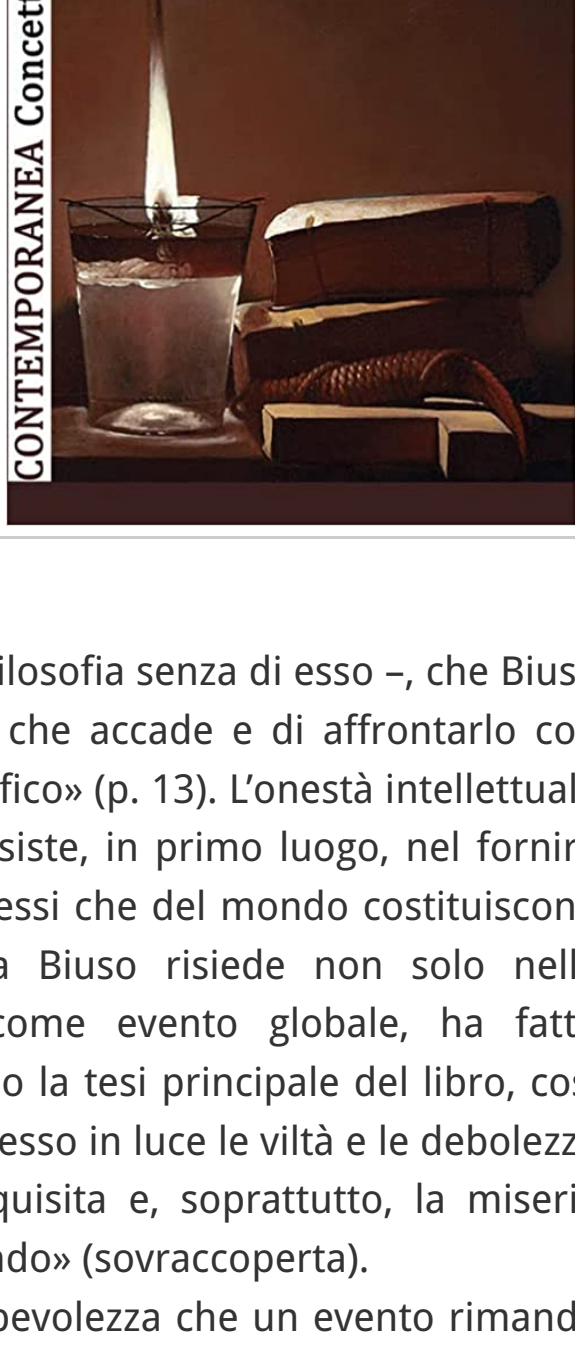 CONTEMPORANEA Concett
ilosofia senza di esso –, che Bius
che accade e di affrontarlo co
fico» (p. 13). L’onestà intellettual
siste, in primo luogo, nel fornir
essi che del mondo costituiscon
a Biuso risiede non solo nell
come evento globale, ha fatt
o la tesi principale del libro, cos
esso in luce le viltà e le debolezz
quisita e, soprattutto, la miseri
ndo» (sovraccoperta).
pevolezza che un evento rimand